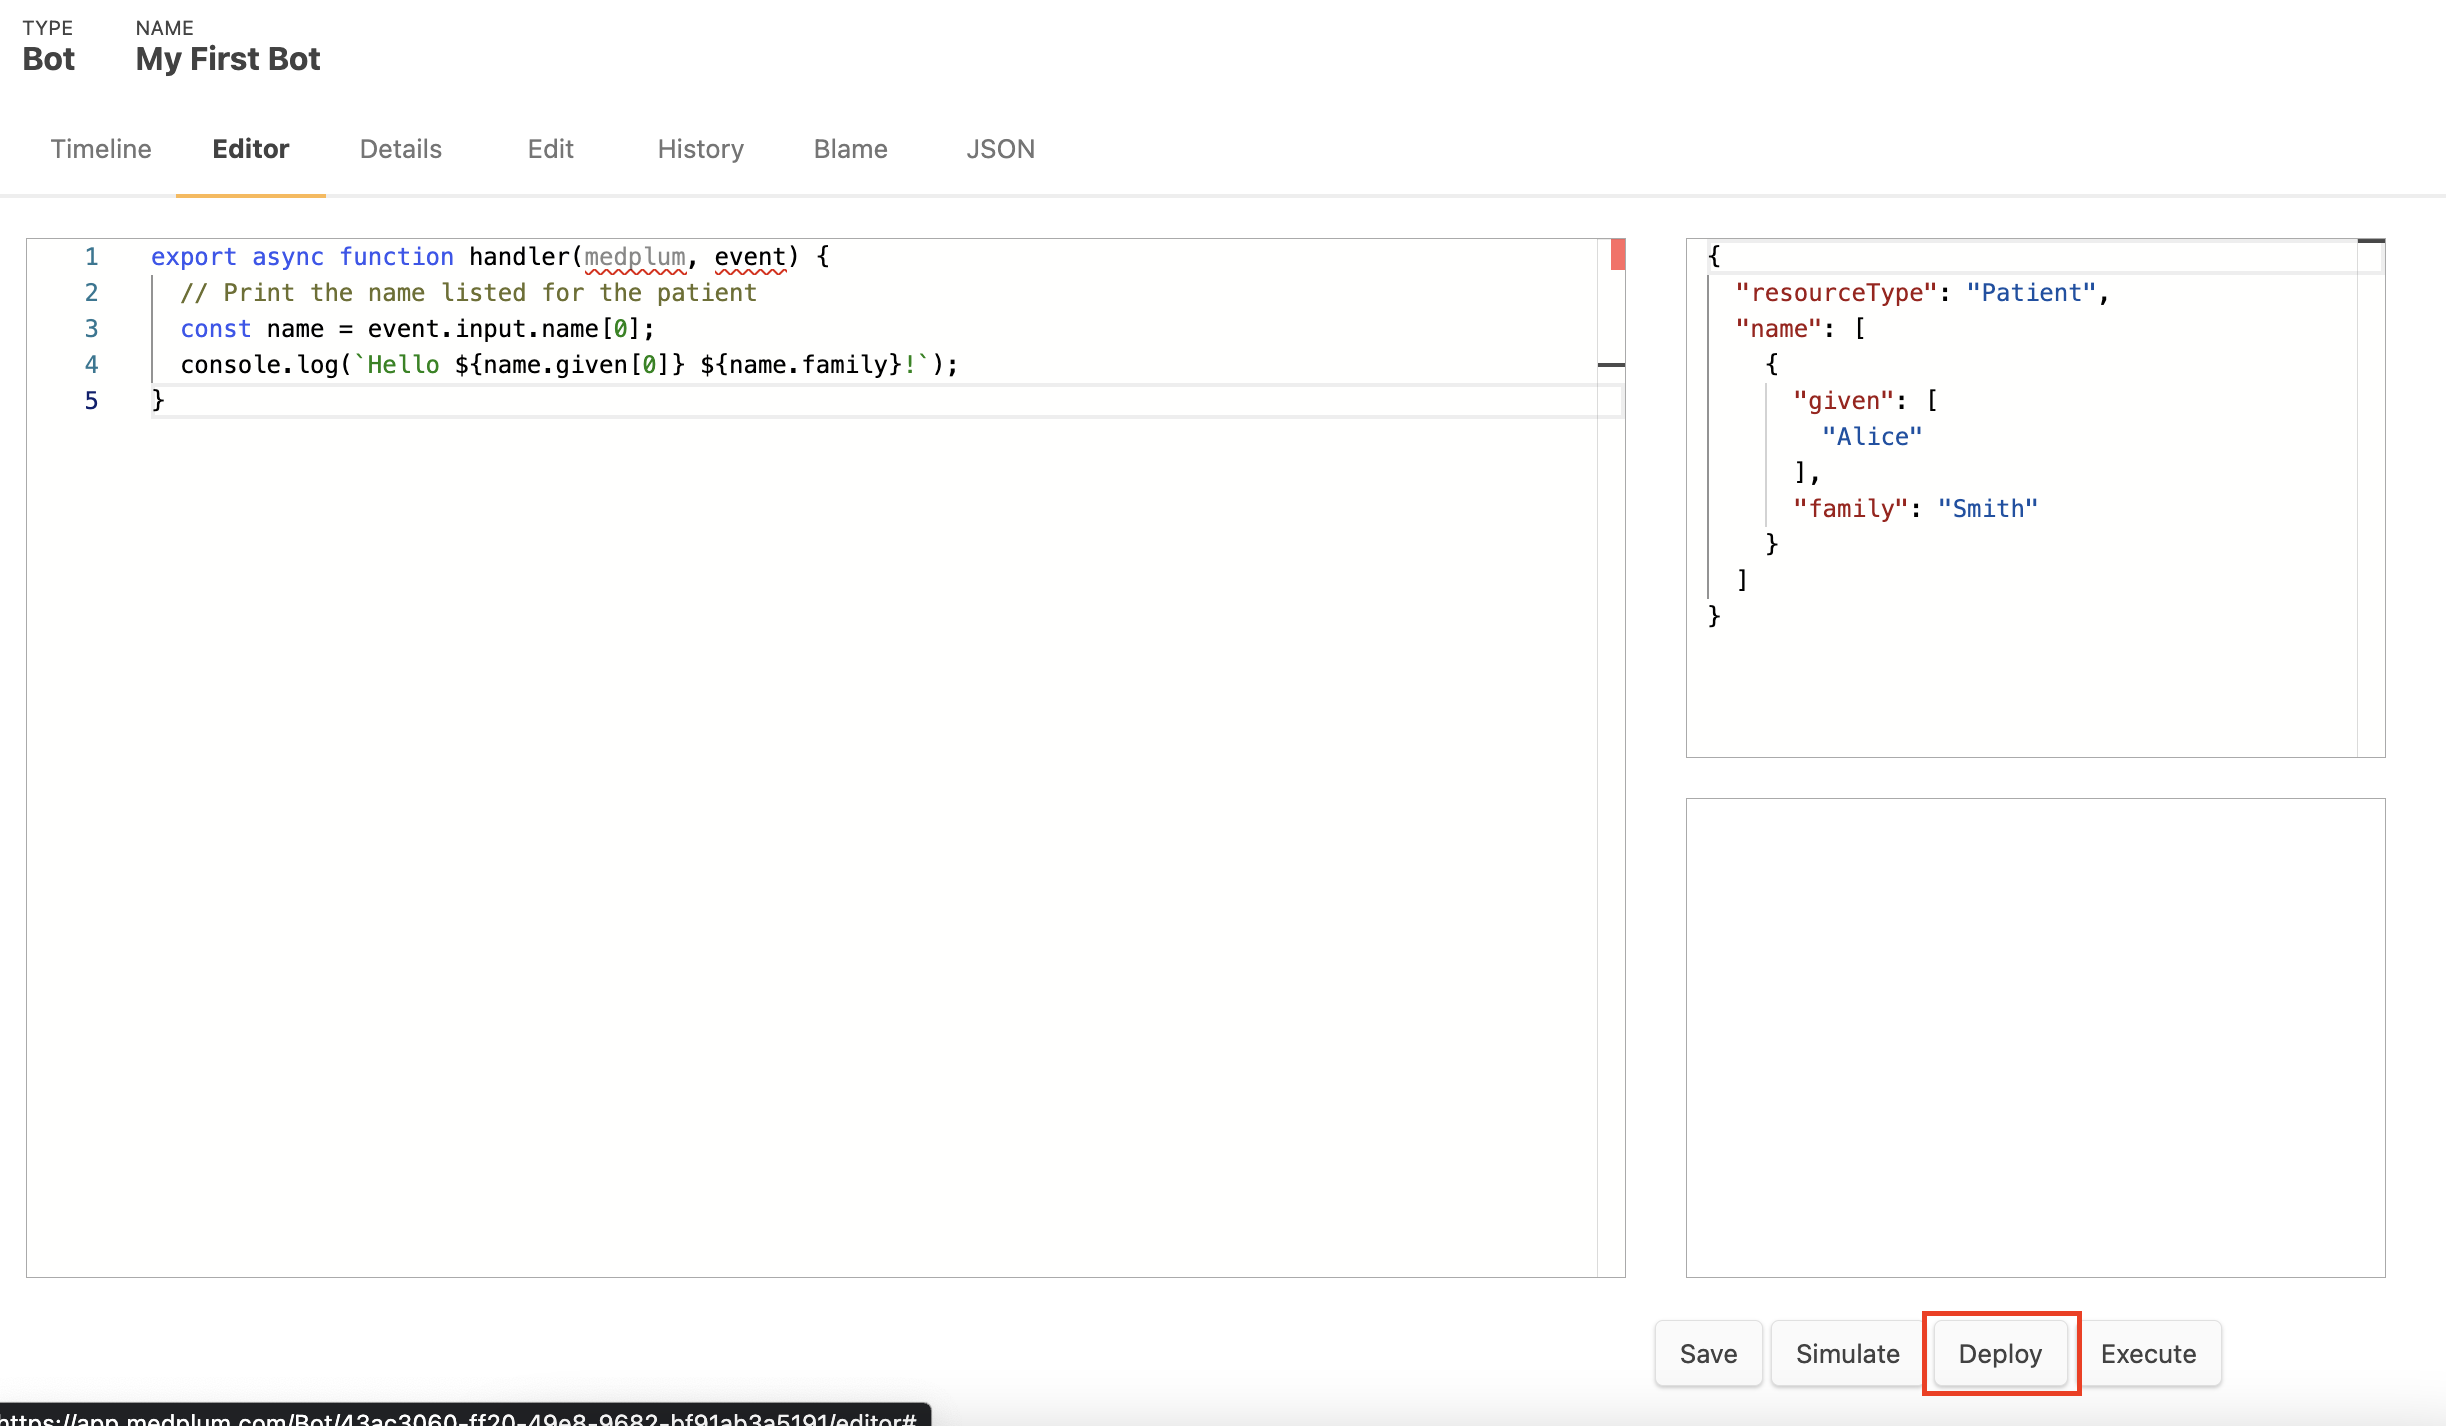 TYPE NAME
Bot My First Bot
Timeline Editor Details Edit History Blame JSON
1 export async function handler(medplum, event) {
2 // Print the name listed for the patient
3 const name = event.input.name[0];
4 console.log(`Hello ${name.given[0]} ${name.family}!`);
5 }
{
"resourceType": "Patient",
"name": [
{
"given": [
"Alice"
],
"family": "Smith"
}
]
}
Save Simulate Deploy Execute
https://app.medplum.com/Bot/43ac3060-ff20-49e8-9682-bf91ab3a5191/editor#